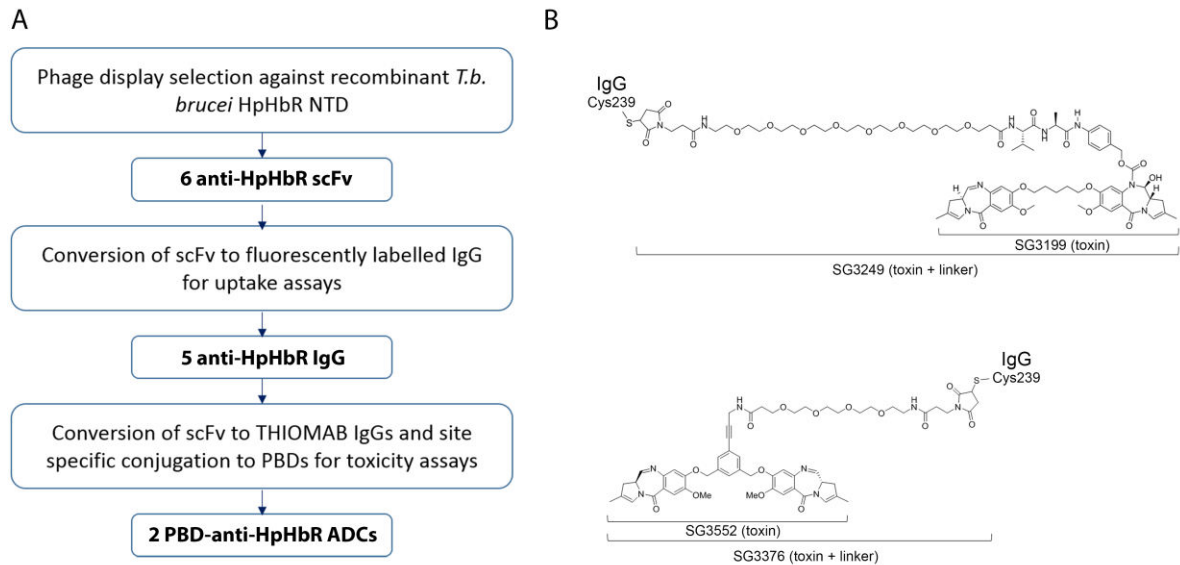 A
Phage display selection against recombinant T.b.
brucei HpHbR NTD
6 anti-HpHbR scFv
Conversion of scFv to fluorescently labelled IgG
for uptake assays
5 anti-HpHbR IgG
Conversion of scFv to THIOMAB IgGs and site
specific conjugation to PBDs for toxicity assays
2 PBD-anti-HpHbR ADCs
B
IgG
Cys239
SG3199 (toxin)
SG3249 (toxin + linker)
IgG
Cys239
SG3552 (toxin)
SG3376 (toxin + linker)